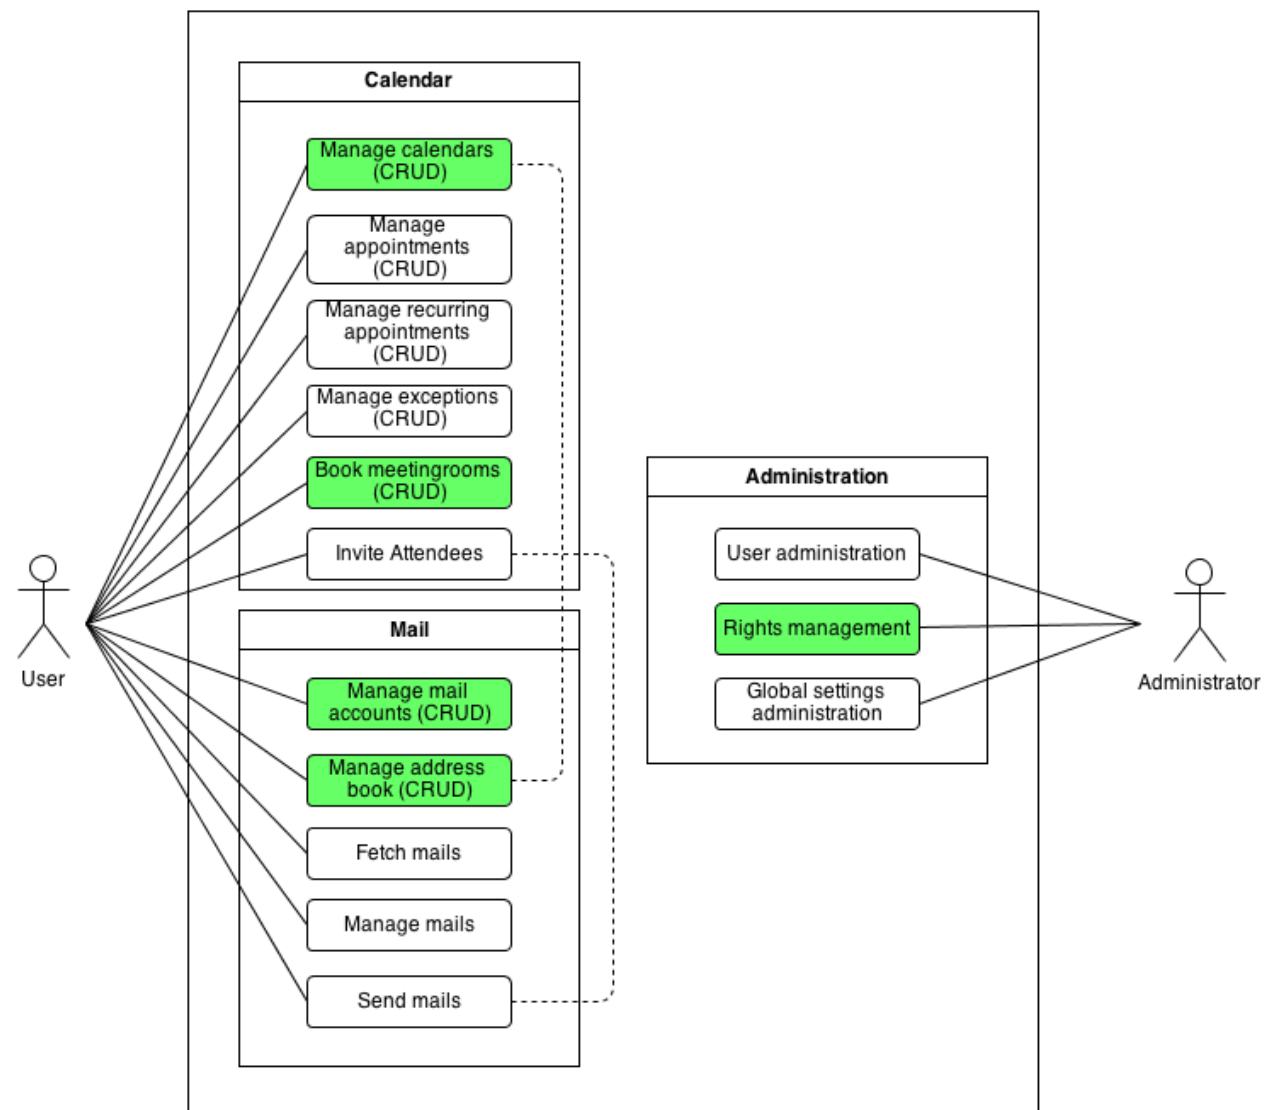 Calendar
Manage calendars
(CRUD)
Manage
appointments
(CRUD)
Manage recurring
appointments
(CRUD)
Manage exceptions
(CRUD)
Book meetingrooms
(CRUD)
Invite Attendees
Mail
Manage mail
accounts (CRUD)
Manage address
book (CRUD)
Fetch mails
Manage mails
Send mails
User
Administration
User administration
Rights management
Global settings
administration
Administrator